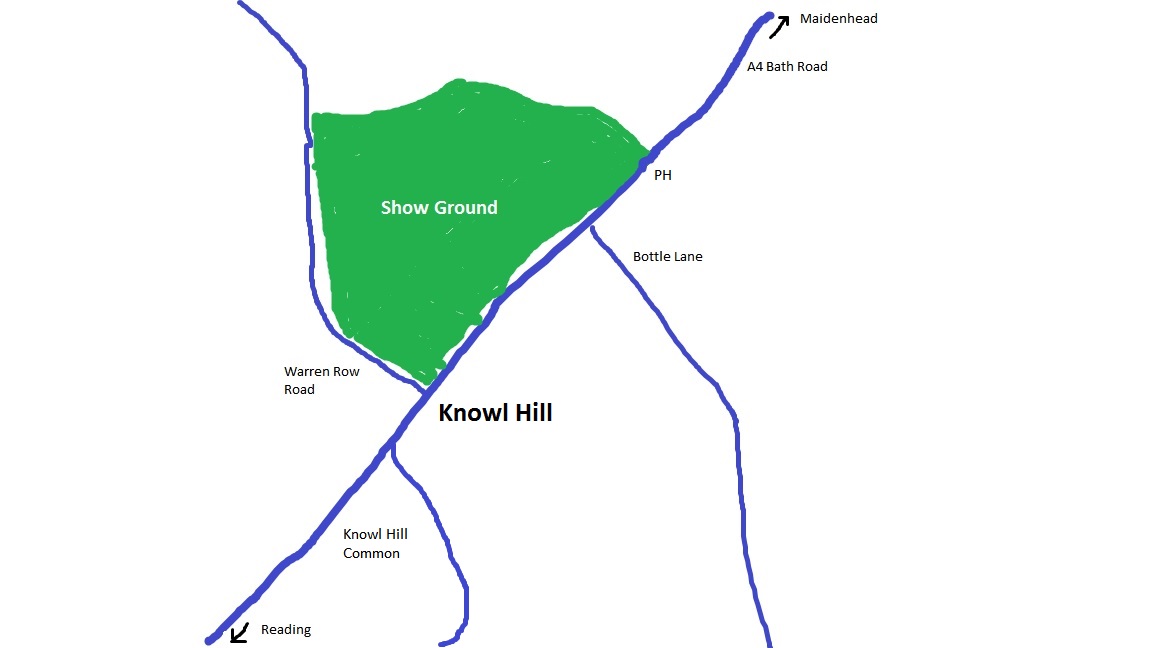 Maidenhead
A4 Bath Road
PH
Show Ground
Bottle Lane
Warren Row
Road
Knowl Hill
Knowl Hill
Common
Reading